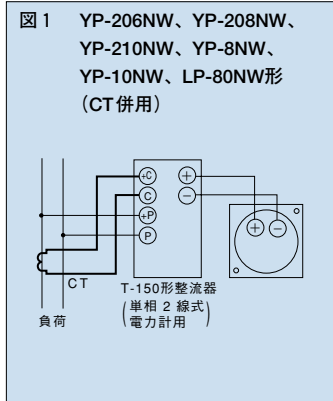 図1 YP-206NW、YP-208NW、
YP-210NW、YP-8NW、
YP-10NW、LP-80NW形
(CT併用)
+C
C
+P
P
+
−
+ −
CT
負荷
T-150形整流器
(単相2線式
電力計用)